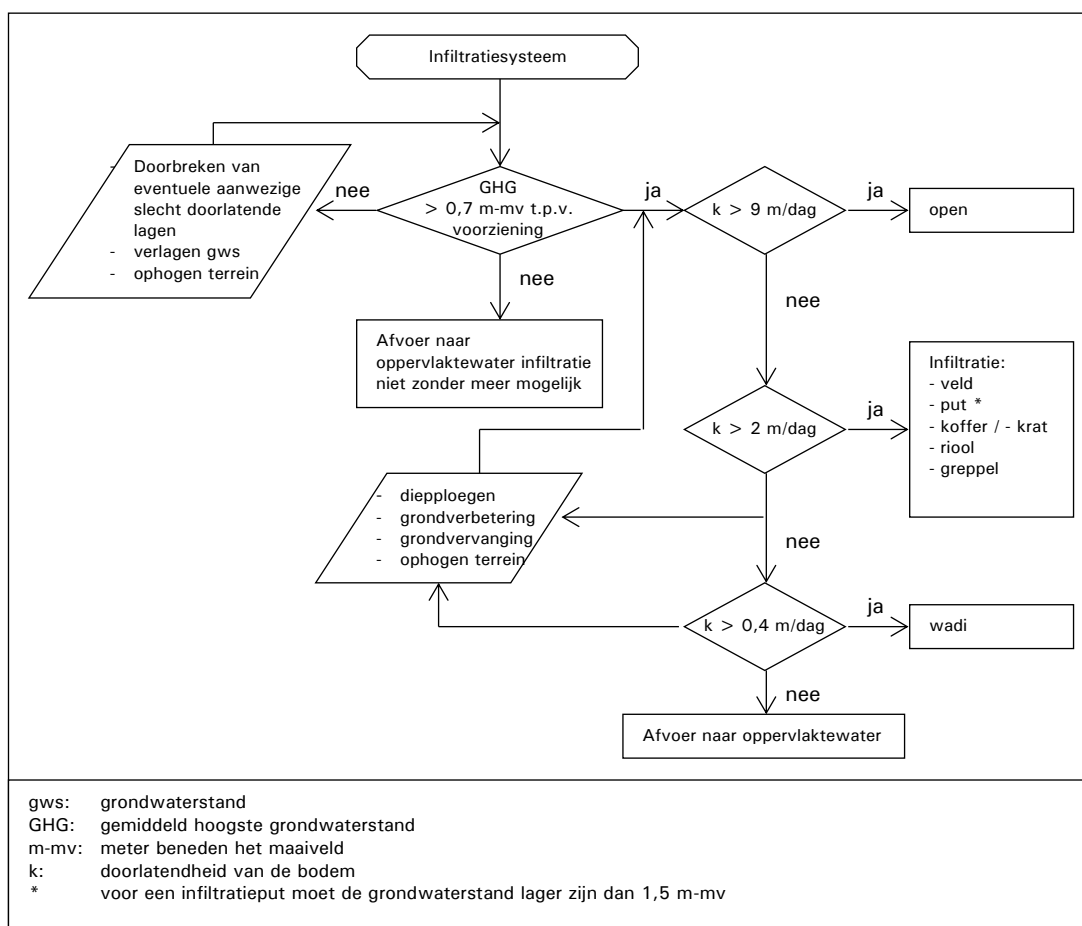 Infiltratiesysteem
- Doorbreken van
eventuele aanwezige
slecht doorlatende
lagen
- verlagen gws
- ophogen terrein
nee
GHG
> 0,7 m-mv t.p.v.
voorziening
ja
k > 9 m/dag
ja
open
nee
nee
Afvoer naar
oppervlaktewater infiltratie
niet zonder meer mogelijk
k > 2 m/dag
ja
Infiltratie:
- veld
- put *
- koffer / - krat
- riool
- greppel
- diepploegen
- grondverbetering
- grondvervanging
- ophogen terrein
nee
k > 0,4 m/dag
ja
wadi
nee
Afvoer naar oppervlaktewater
gws: grondwaterstand
GHG: gemiddeld hoogste grondwaterstand
m-mv: meter beneden het maaiveld
k: doorlatendheid van de bodem
* voor een infiltratieput moet de grondwaterstand lager zijn dan 1,5 m-mv